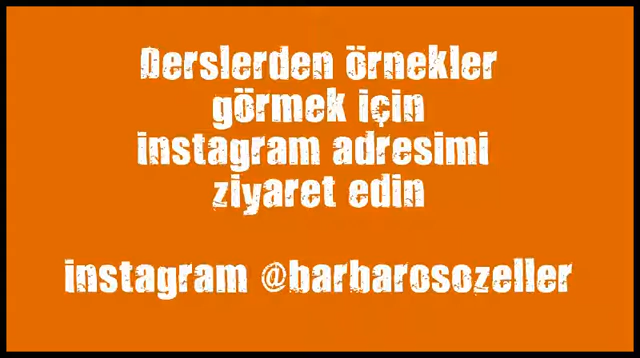 Derslerden örnekler
görmek için
instagram adresimi
ziyaret edin
instagram @barbarosozeller